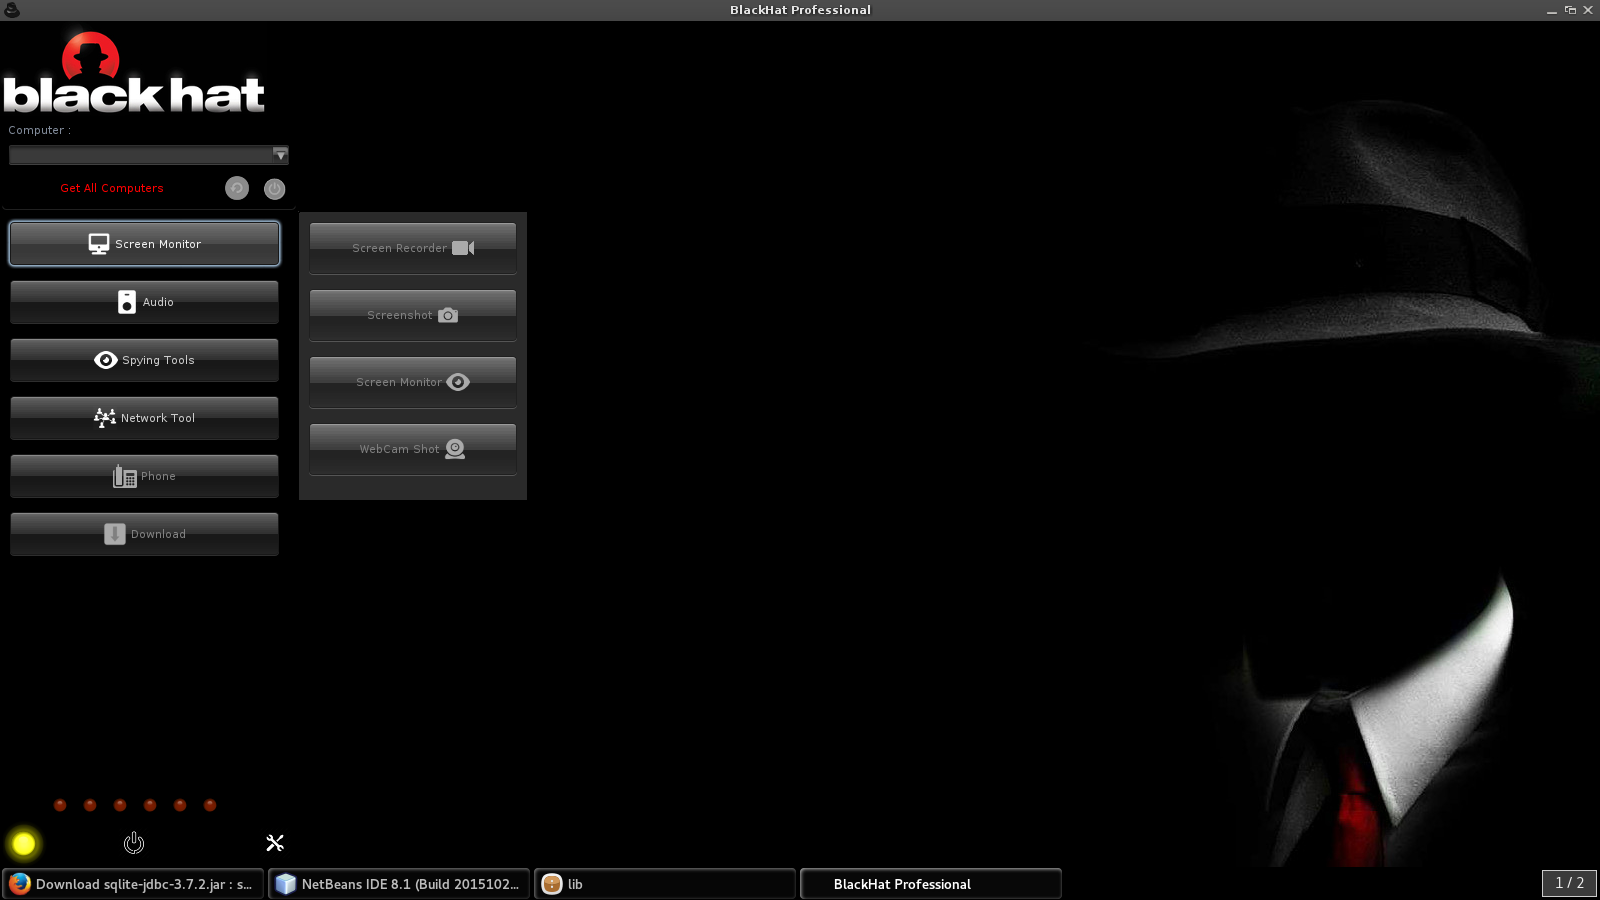 BlackHat Professional
black hat
Computer :
Get All Computers
Screen Monitor
Audio
Spying Tools
Network Tool
Phone
Download
Screen Recorder
Screenshot
Screen Monitor
WebCam Shot
Download sqlite-jdbc-3.7.2.jar : s...
NetBeans IDE 8.1 (Build 2015102...
lib
BlackHat Professional
1 / 2